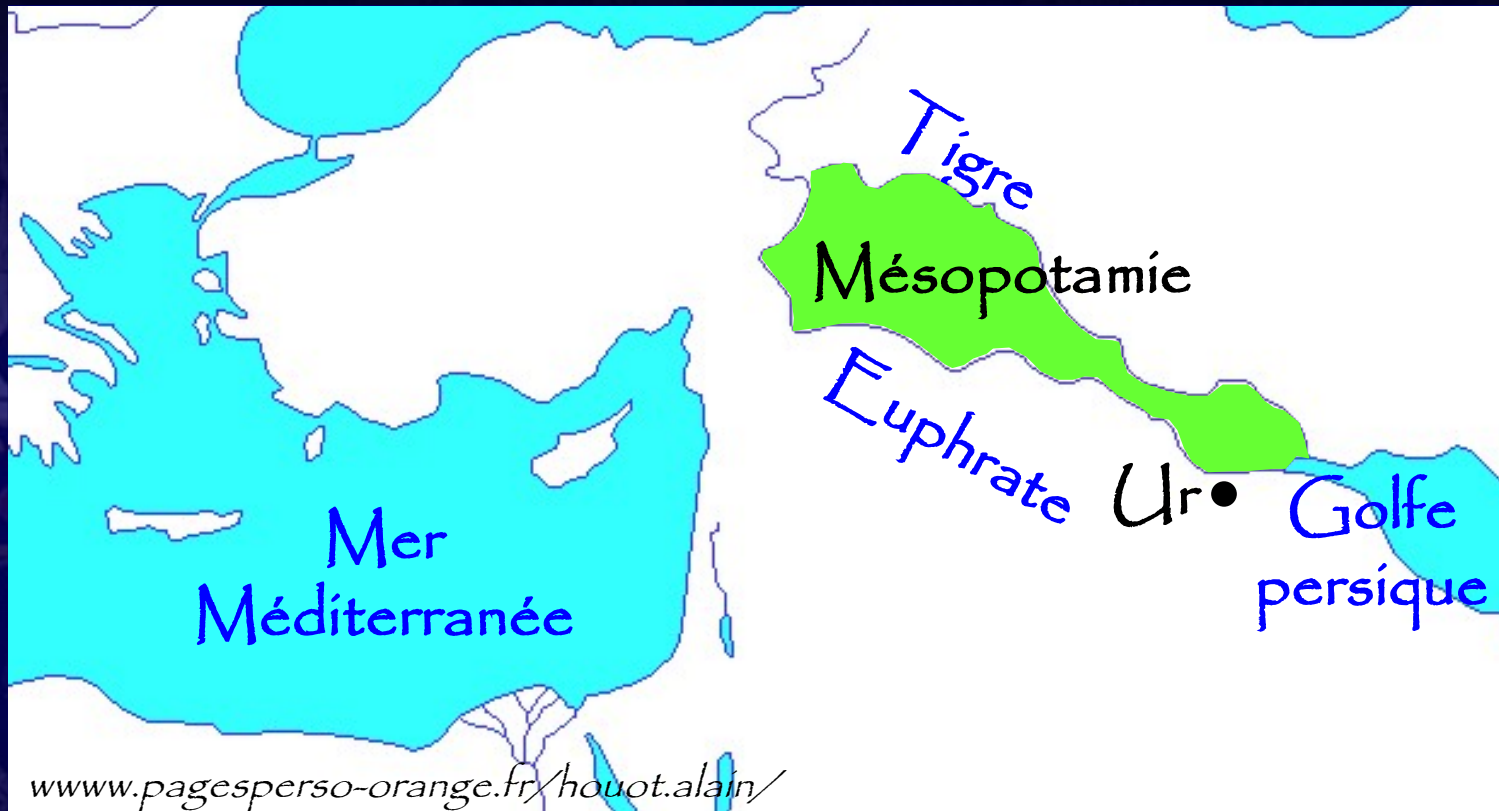 Tigre
Mésopotamie
Euphrate
Ur
Golfe
persique
Mer
Méditerranée
www.pagesperso-orange.fr/houot.alain/